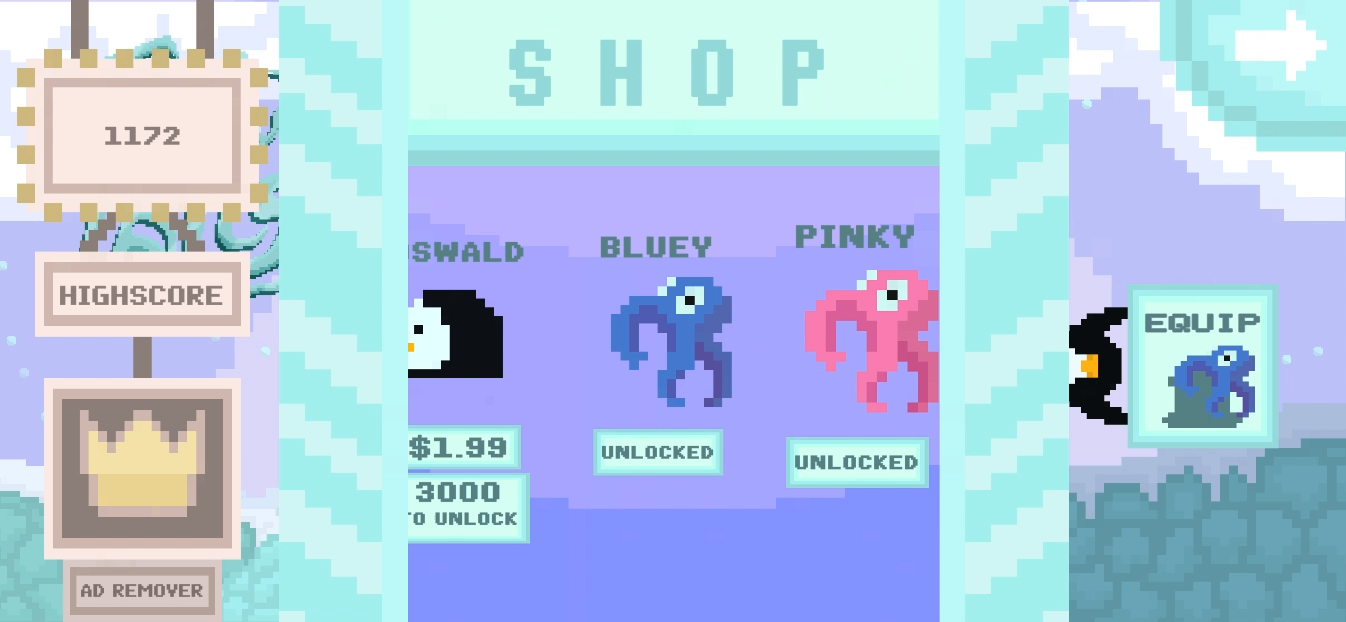 1172
HIGHSCORE
AD REMOVER
SHOP
SWALD
$1.99
3000
TO UNLOCK
BLUEY
UNLOCKED
PINKY
UNLOCKED
EQUIP